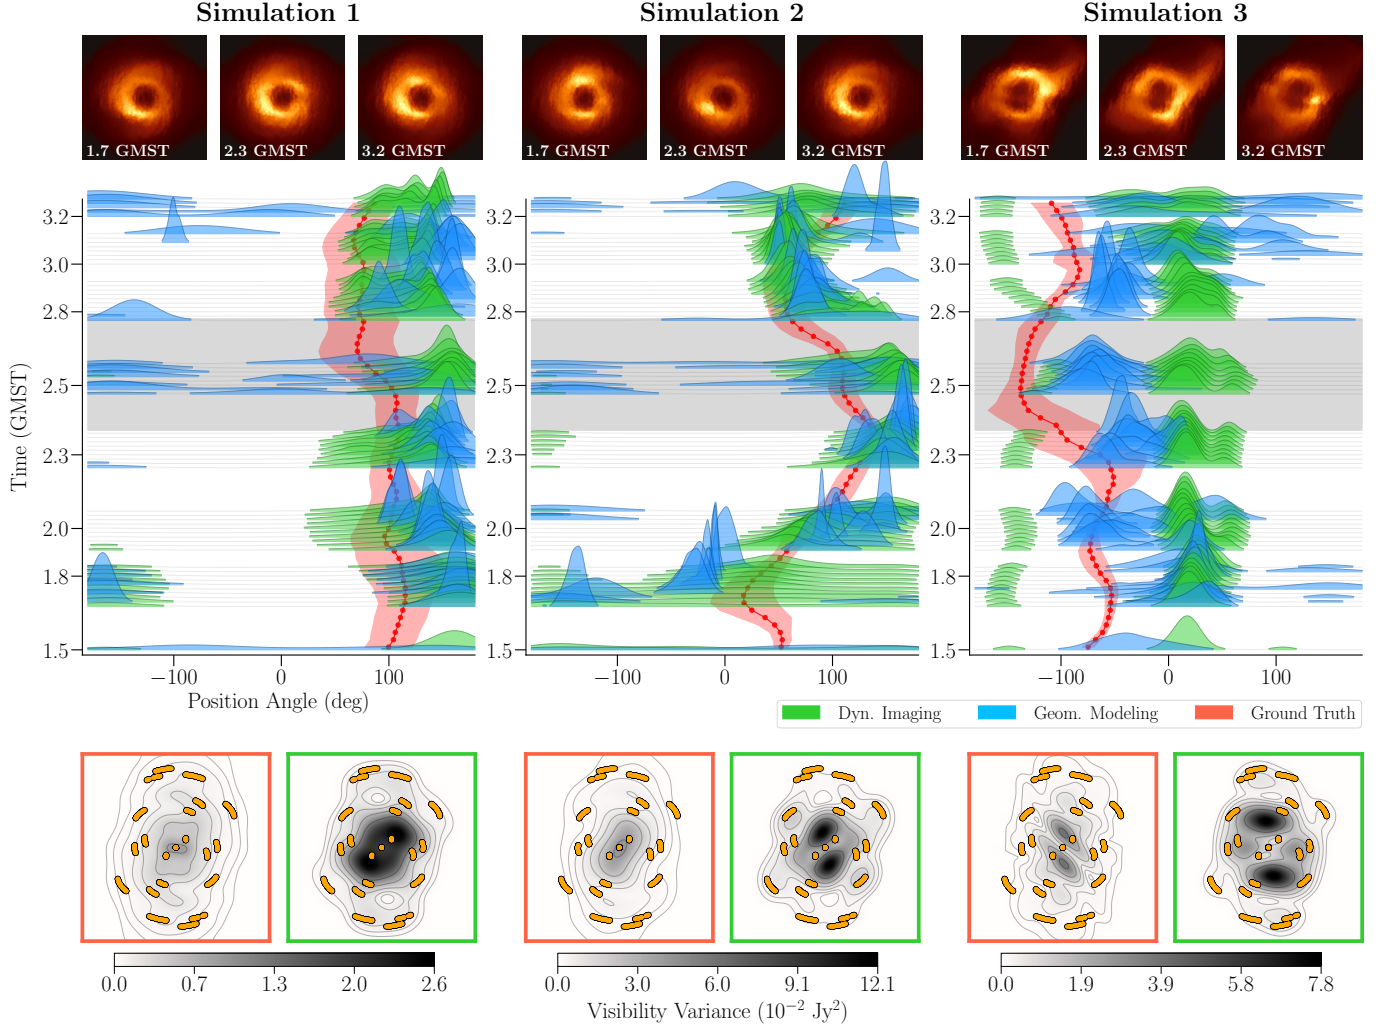 Simulation 1 Simulation 2 Simulation 3
1.7 GMST 2.3 GMST 3.2 GMST 1.7 GMST 2.3 GMST 3.2 GMST 1.7 GMST 2.3 GMST 3.2 GMST
3.2 3.2 3.2
3.0 3.0 3.0
2.8 2.8 2.8
2.5 2.5 2.5
2.3 2.3 2.3
2.0 2.0 2.0
1.8 1.8 1.8
1.5 1.5 1.5
Time (GMST)
−100 0 100 −100 0 100 −100 0 100
Position Angle (deg)
Dyn. Imaging Geom. Modeling Ground Truth
0.0 0.7 1.3 2.0 2.6 0.0 3.0 6.0 9.1 12.1 0.0 1.9 3.9 5.8 7.8
Visibility Variance (10⁻² Jy²)